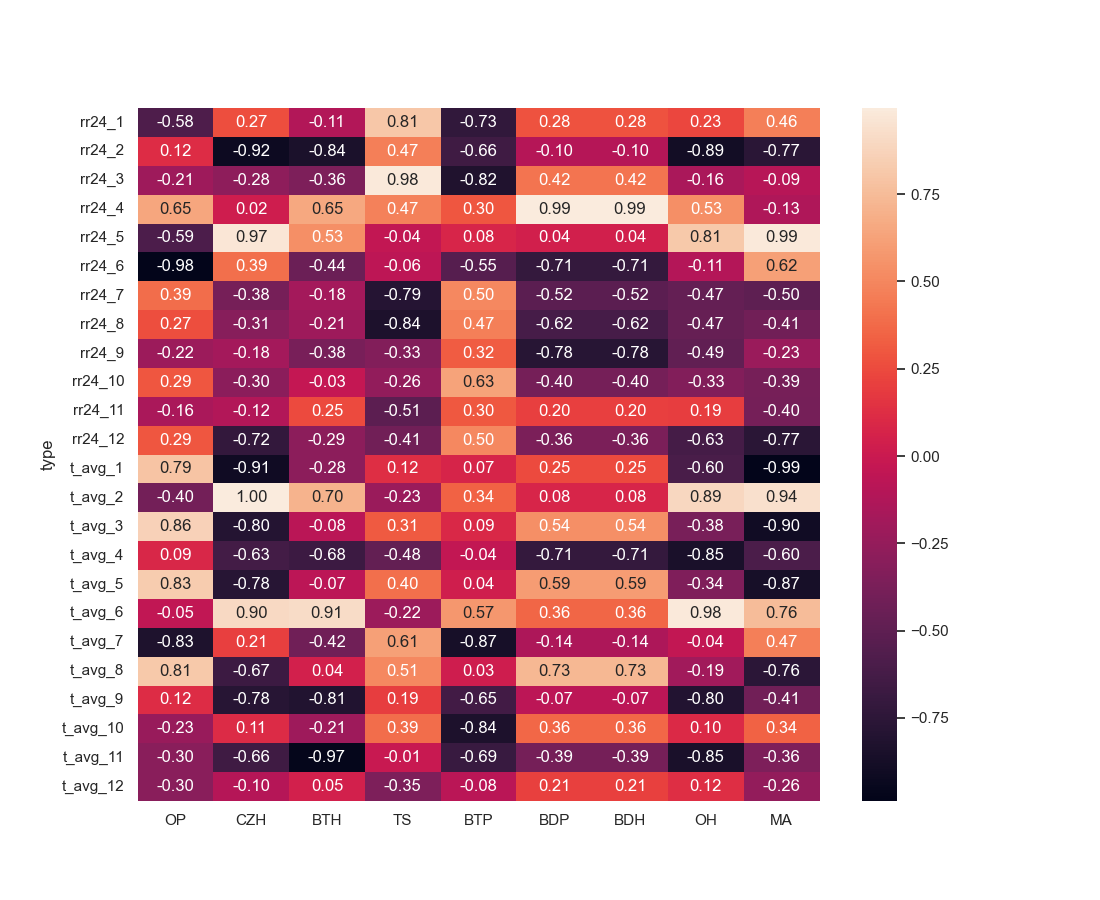 rr24_1 -0.58 0.27 -0.11 0.81 -0.73 0.28 0.28 0.23 0.46
rr24_2 0.12 -0.92 -0.84 0.47 -0.66 -0.10 -0.10 -0.89 -0.77
rr24_3 -0.21 -0.28 -0.36 0.98 -0.82 0.42 0.42 -0.16 -0.09
rr24_4 0.65 0.02 0.65 0.47 0.30 0.99 0.99 0.53 -0.13
rr24_5 -0.59 0.97 0.53 -0.04 0.08 0.04 0.04 0.81 0.99
rr24_6 -0.98 0.39 -0.44 -0.06 -0.55 -0.71 -0.71 -0.11 0.62
rr24_7 0.39 -0.38 -0.18 -0.79 0.50 -0.52 -0.52 -0.47 -0.50
rr24_8 0.27 -0.31 -0.21 -0.84 0.47 -0.62 -0.62 -0.47 -0.41
rr24_9 -0.22 -0.18 -0.38 -0.33 0.32 -0.78 -0.78 -0.49 -0.23
rr24_10 0.29 -0.30 -0.03 -0.26 0.63 -0.40 -0.40 -0.33 -0.39
rr24_11 -0.16 -0.12 0.25 -0.51 0.30 0.20 0.20 0.19 -0.40
rr24_12 0.29 -0.72 -0.29 -0.41 0.50 -0.36 -0.36 -0.63 -0.77
t_avg_1 0.79 -0.91 -0.28 0.12 0.07 0.25 0.25 -0.60 -0.99
t_avg_2 -0.40 1.00 0.70 -0.23 0.34 0.08 0.08 0.89 0.94
t_avg_3 0.86 -0.80 -0.08 0.31 0.09 0.54 0.54 -0.38 -0.90
t_avg_4 0.09 -0.63 -0.68 -0.48 -0.04 -0.71 -0.71 -0.85 -0.60
t_avg_5 0.83 -0.78 -0.07 0.40 0.04 0.59 0.59 -0.34 -0.87
t_avg_6 -0.05 0.90 0.91 -0.22 0.57 0.36 0.36 0.98 0.76
t_avg_7 -0.83 0.21 -0.42 0.61 -0.87 -0.14 -0.14 -0.04 0.47
t_avg_8 0.81 -0.67 0.04 0.51 0.03 0.73 0.73 -0.19 -0.76
t_avg_9 0.12 -0.78 -0.81 0.19 -0.65 -0.07 -0.07 -0.80 -0.41
t_avg_10 -0.23 0.11 -0.21 0.39 -0.84 0.36 0.36 0.10 0.34
t_avg_11 -0.30 -0.66 -0.97 -0.01 -0.69 -0.39 -0.39 -0.85 -0.36
t_avg_12 -0.30 -0.10 0.05 -0.35 -0.08 0.21 0.21 0.12 -0.26
OP CZH BTH TS BTP BDP BDH OH MA
type
0.75
0.50
0.25
0.00
−0.25
−0.50
−0.75